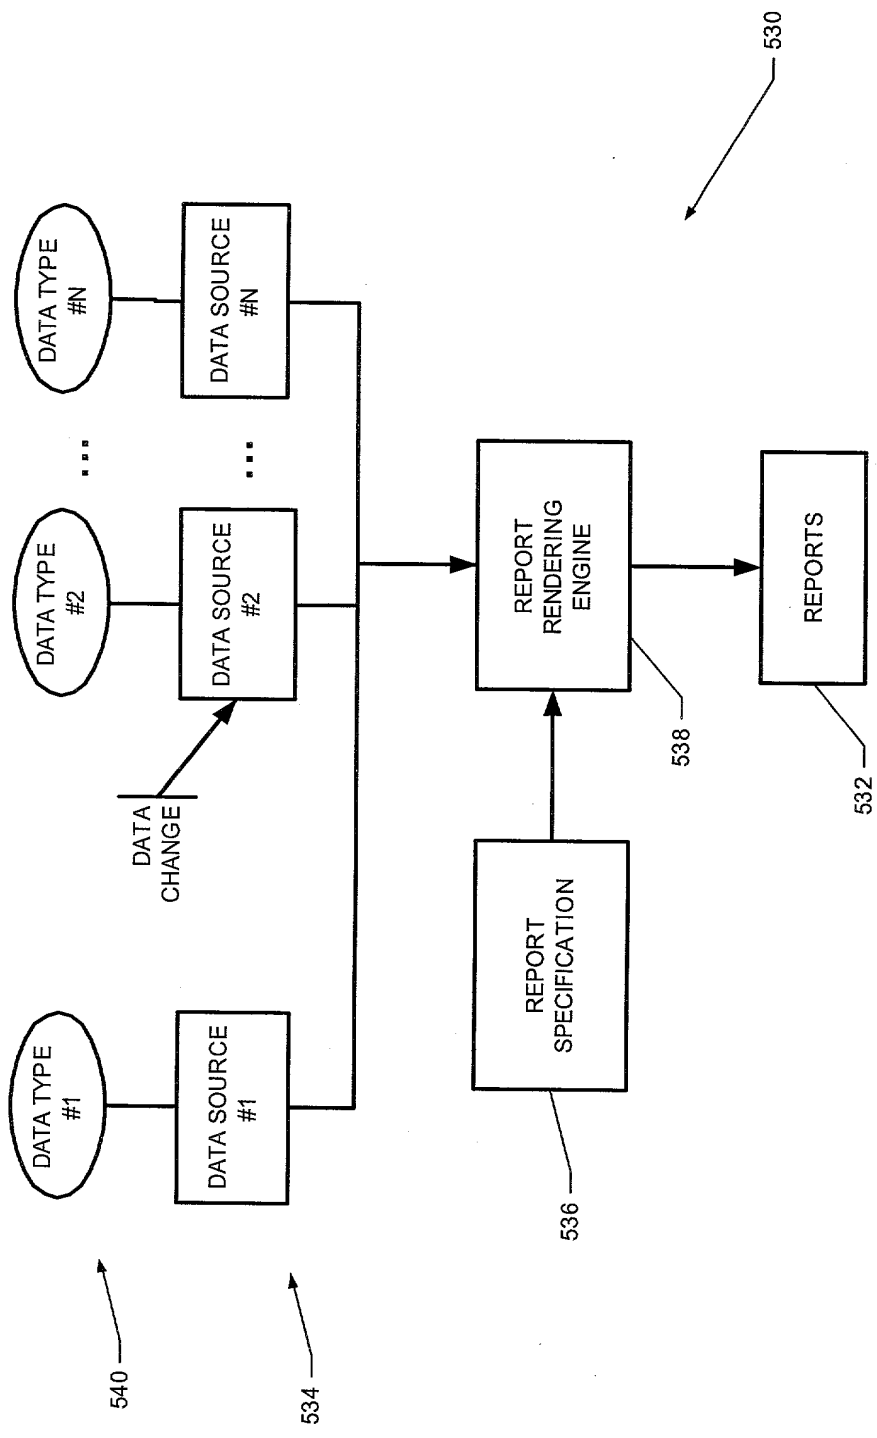 540
DATA TYPE
#1
DATA TYPE
#2
...
DATA TYPE
#N
534
DATA
CHANGE
DATA SOURCE
#1
DATA SOURCE
#2
...
DATA SOURCE
#N
536
REPORT
SPECIFICATION
REPORT
RENDERING
ENGINE
538
REPORTS
532
530